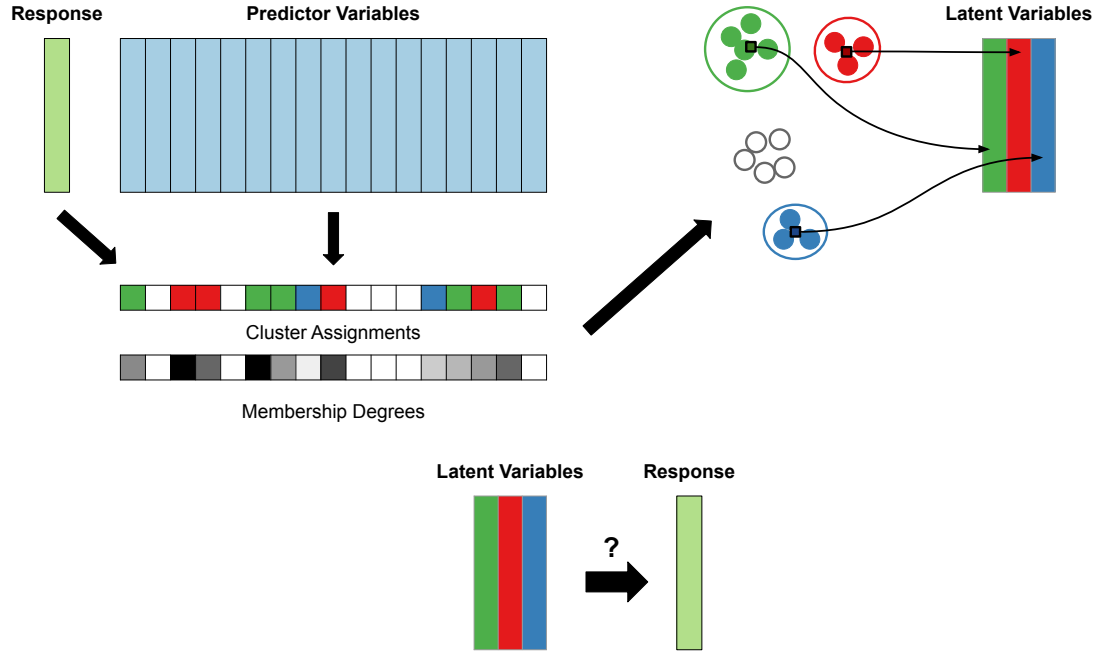 Response
Predictor Variables
Latent Variables
Cluster Assignments
Membership Degrees
Latent Variables
Response
?